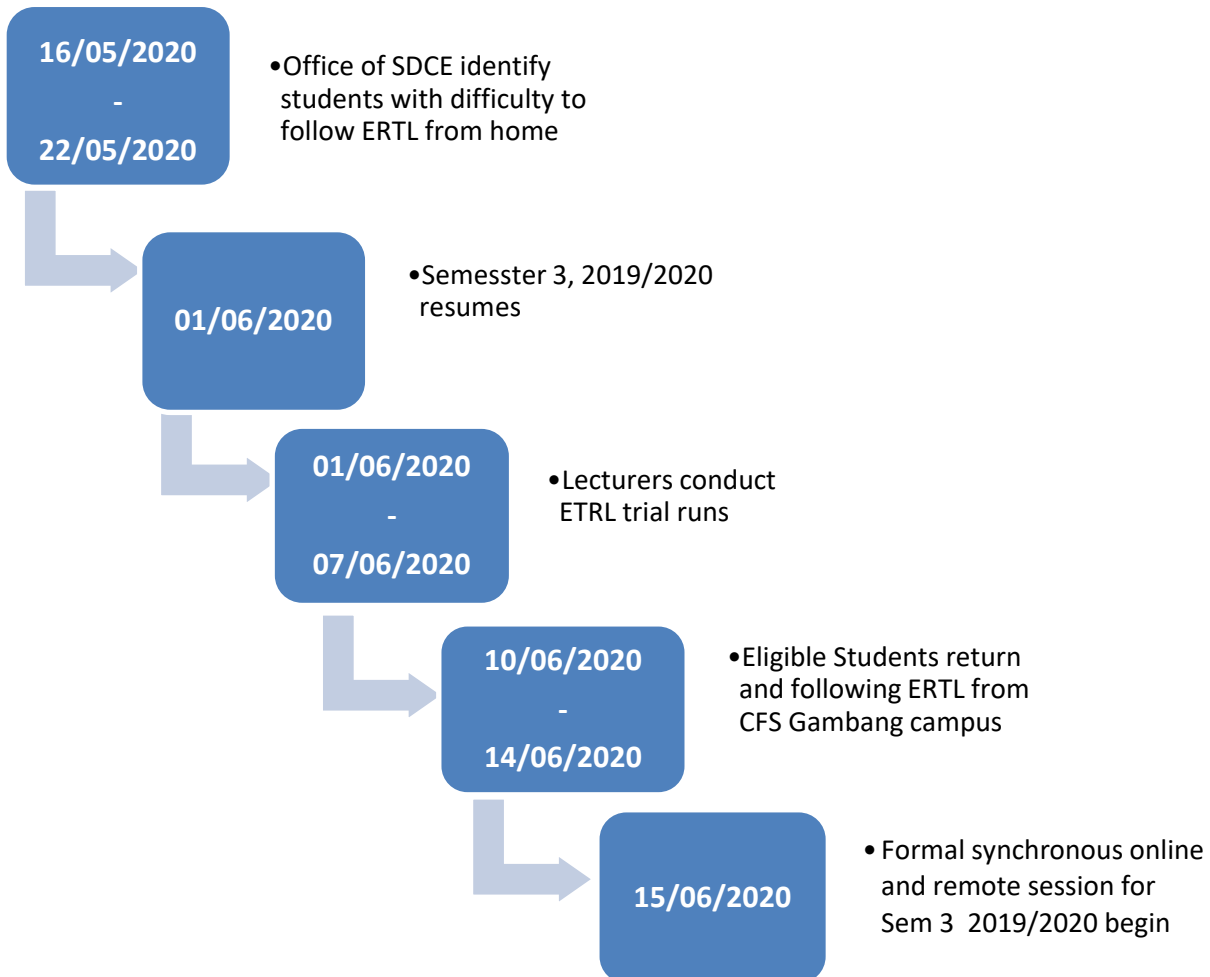 16/05/2020
-
22/05/2020
•Office of SDCE identify
students with difficulty to
follow ERTL from home
01/06/2020
•Semesster 3, 2019/2020
resumes
01/06/2020
-
07/06/2020
•Lecturers conduct
ETRL trial runs
10/06/2020
-
14/06/2020
•Eligible Students return
and following ERTL from
CFS Gambang campus
15/06/2020
• Formal synchronous online
and remote session for
Sem 3 2019/2020 begin